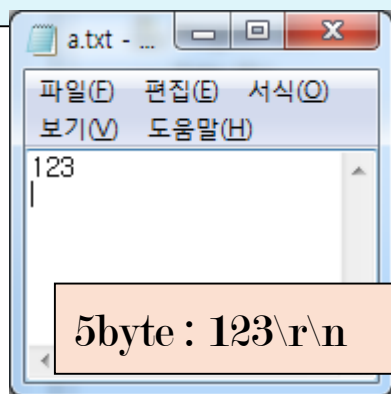 a.txt - ...
파일(F) 편집(E) 서식(O)
보기(V) 도움말(H)
123
5byte : 123\r\n